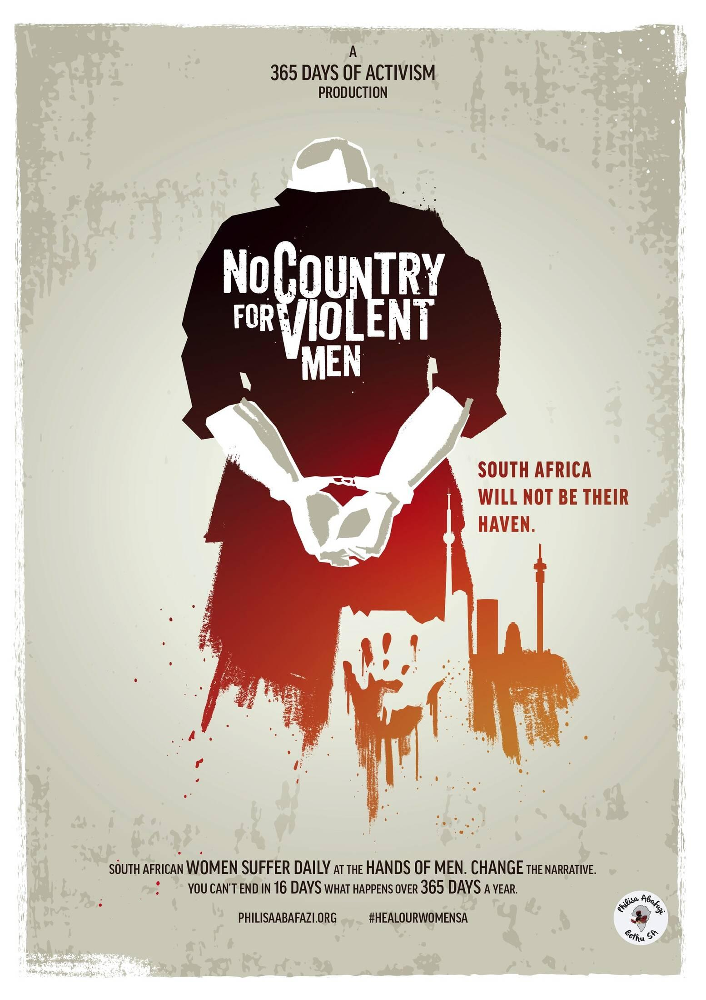 A
365 DAYS OF ACTIVISM
PRODUCTION
NO COUNTRY
FOR VIOLENT
MEN
SOUTH AFRICA
WILL NOT BE THEIR
HAVEN.
SOUTH AFRICAN WOMEN SUFFER DAILY AT THE HANDS OF MEN. CHANGE THE NARRATIVE.
YOU CAN'T END IN 16 DAYS WHAT HAPPENS OVER 365 DAYS A YEAR.
PHILISAABAFAZI.ORG #HEALOURWOMENSA
Philisa Abafazi
Bethu SA